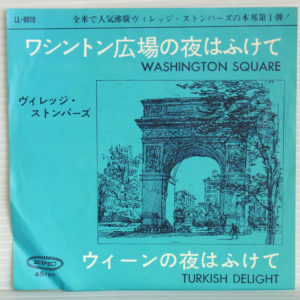 LL-6010
全米で人気沸騰ヴィレッジ・ストンパーズの本邦第1弾!
ワシントン広場の夜はふけて
WASHINGTON SQUARE
ヴィレッジ・
ストンパーズ
EPIC
45rpm
ウィーンの夜はふけて
TURKISH DELIGHT